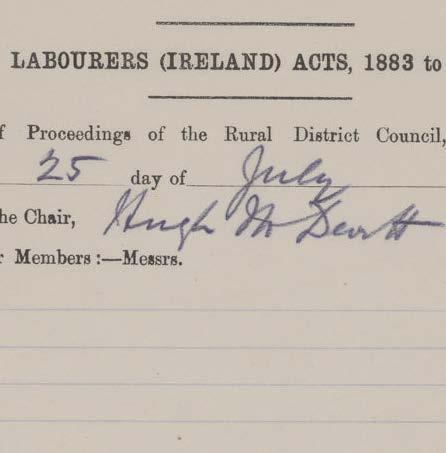 LABOURERS (IRELAND) ACTS, 1883 to
f Proceedings of the Rural District Council,
25 day of July
he Chair, Hugh McDevitt
r Members :—Messrs.